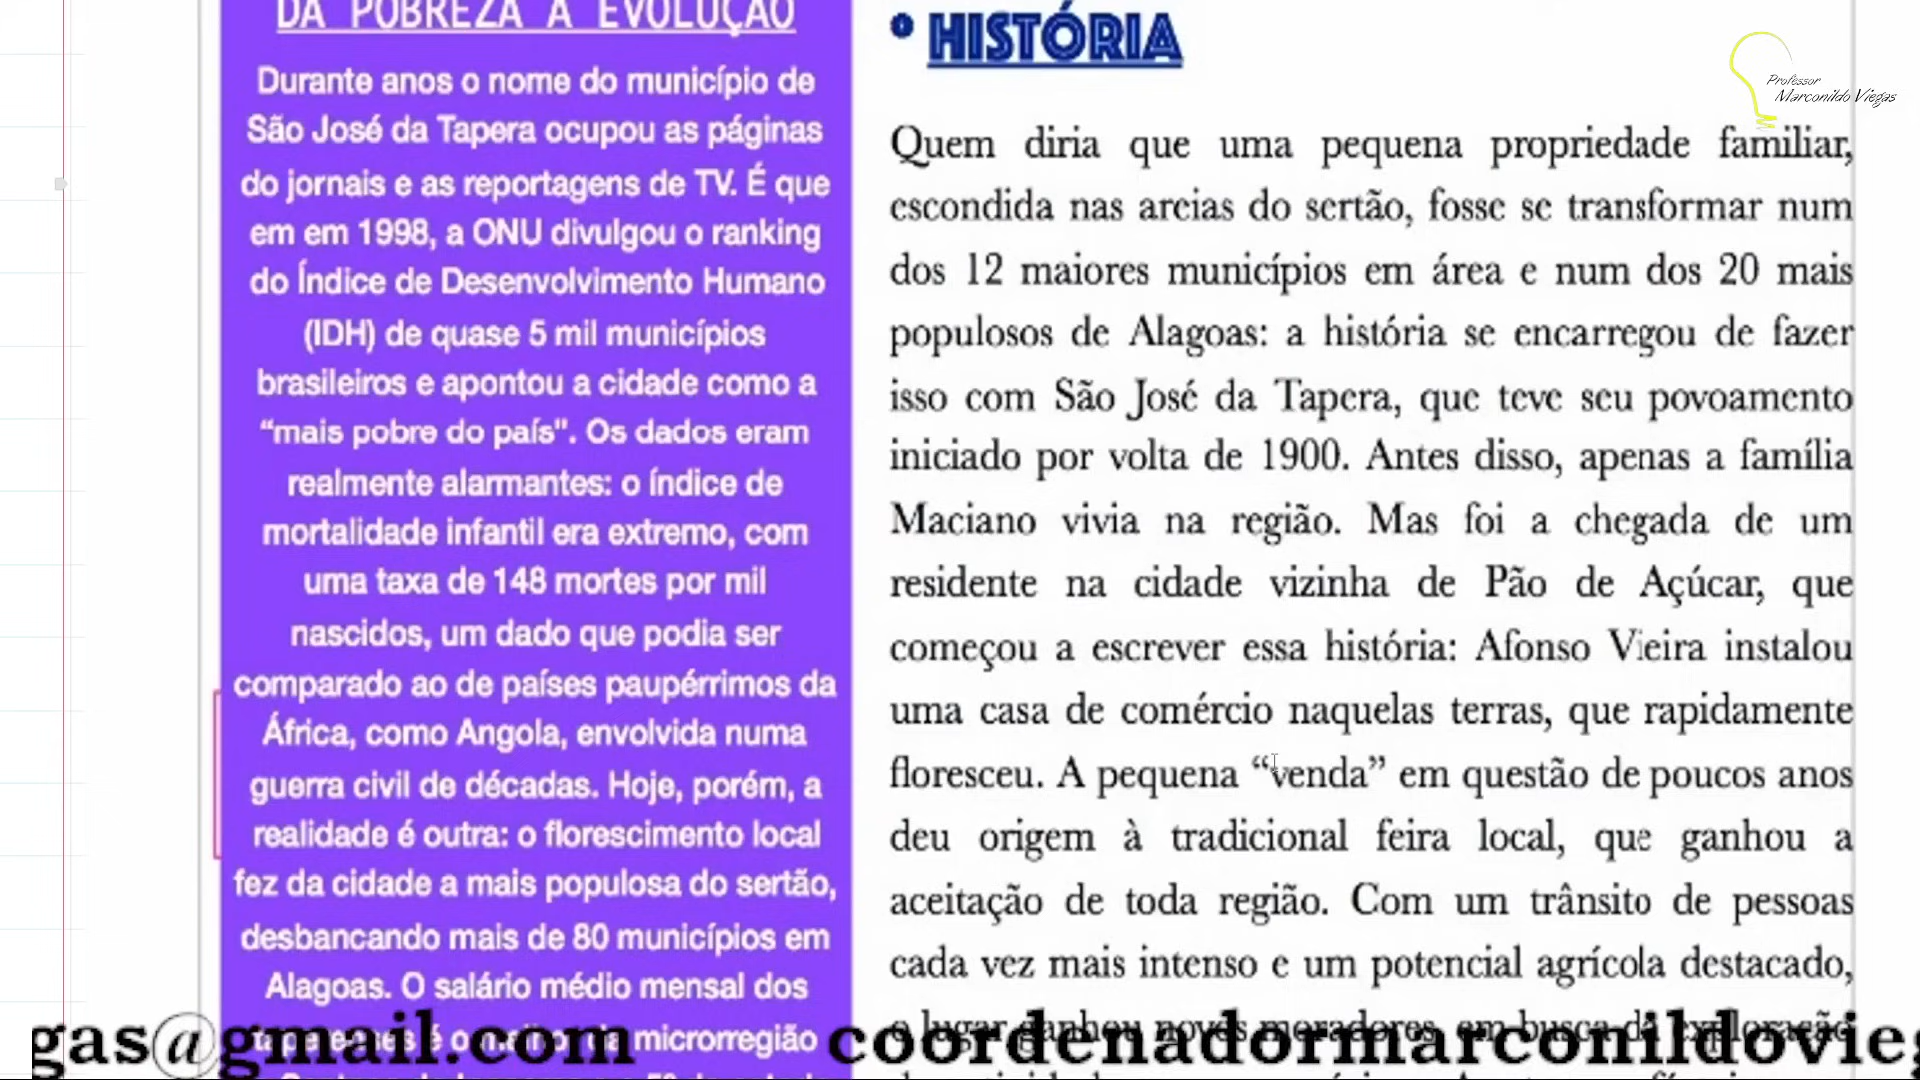 DA POBREZA À EVOLUÇÃO
Durante anos o nome do município de
São José da Tapera ocupou as páginas
do jornais e as reportagens de TV. É que
em em 1998, a ONU divulgou o ranking
do Índice de Desenvolvimento Humano
(IDH) de quase 5 mil municípios
brasileiros e apontou a cidade como a
“mais pobre do país". Os dados eram
realmente alarmantes: o índice de
mortalidade infantil era extremo, com
uma taxa de 148 mortes por mil
nascidos, um dado que podia ser
comparado ao de países paupérrimos da
África, como Angola, envolvida numa
guerra civil de décadas. Hoje, porém, a
realidade é outra: o florescimento local
fez da cidade a mais populosa do sertão,
desbancando mais de 80 municípios em
Alagoas. O salário médio mensal dos
microrregião
° HISTÓRIA
Quem diria que uma pequena propriedade familiar,
escondida nas areias do sertão, fosse se transformar num
dos 12 maiores municípios em área e num dos 20 mais
populosos de Alagoas: a história se encarregou de fazer
isso com São José da Tapera, que teve seu povoamento
iniciado por volta de 1900. Antes disso, apenas a família
Maciano vivia na região. Mas foi a chegada de um
residente na cidade vizinha de Pão de Açúcar, que
começou a escrever essa história: Afonso Vieira instalou
uma casa de comércio naquelas terras, que rapidamente
floresceu. A pequena “venda” em questão de poucos anos
deu origem à tradicional feira local, que ganhou a
aceitação de toda região. Com um trânsito de pessoas
cada vez mais intenso e um potencial agrícola destacado,
o lugar ganhou novos moradores, em busca da exploração
Professor
Marconildo Viegas
gas@gmail.com coordenadormarconildovieg